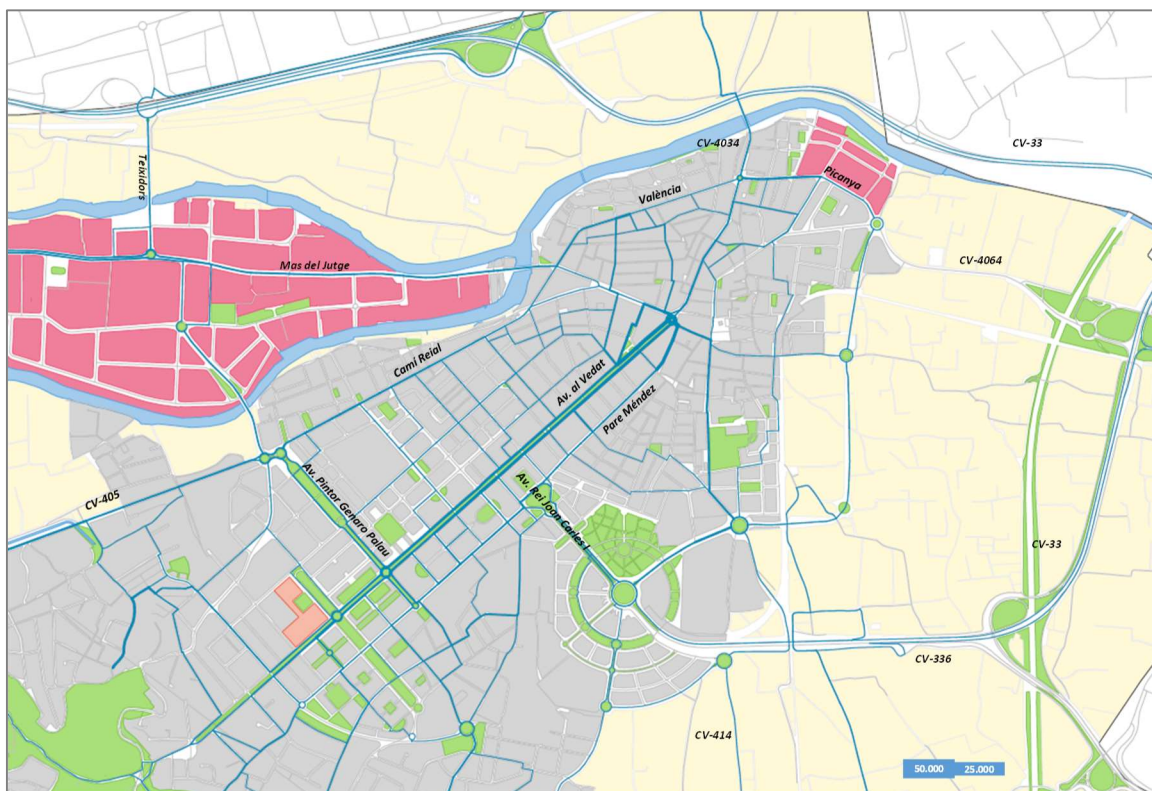 CV-4034
CV-33
Teixidors
València
Picanya
Mas del Jutge
CV-4064
Camí Reial
Av. al Vedat
Pare Méndez
Av. Pintor Genaro Palau
Av. Rei Joan Carles I
CV-405
CV-33
CV-336
CV-414
50.000 25.000